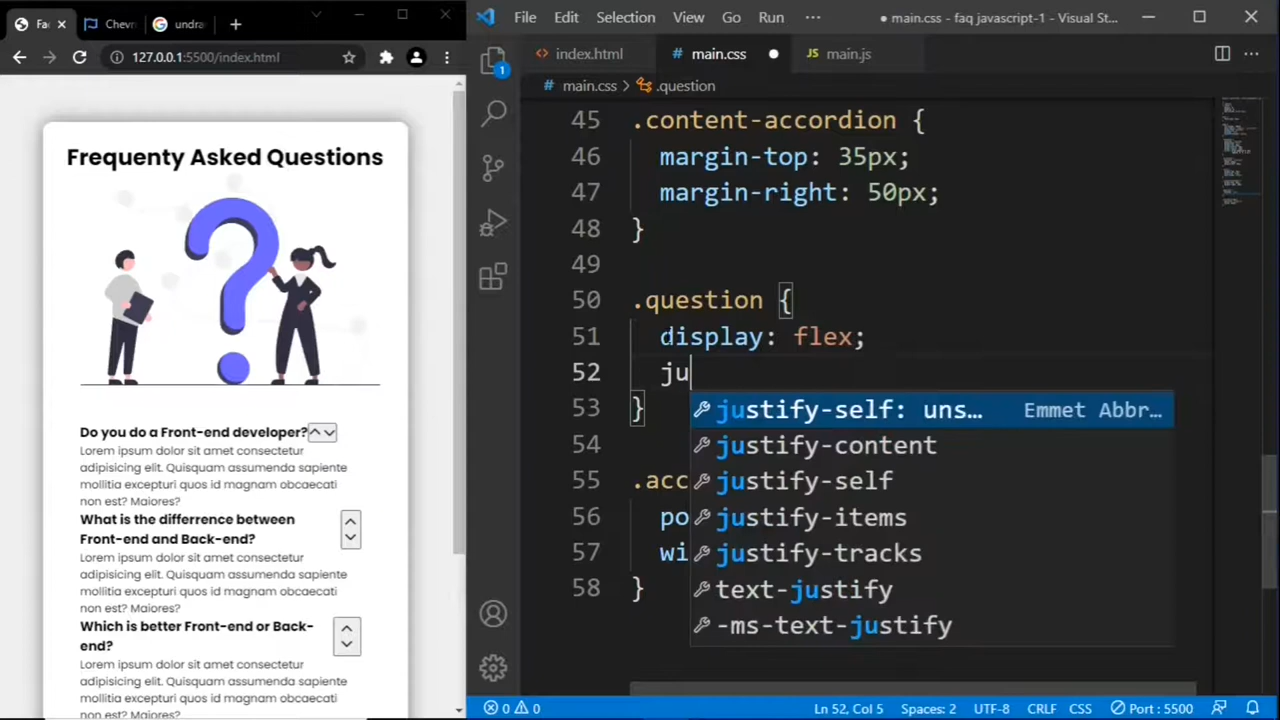 Fa
Chevr
undra
127.0.0.1:5500/index.html
Frequenty Asked Questions
Do you do a Front-end developer?
Lorem ipsum dolor sit amet consectetur
adipisicing elit. Quisquam assumenda sapiente
mollitia excepturi quos id magnam obcaecati
non est? Maiores?
What is the differrence between
Front-end and Back-end?
Lorem ipsum dolor sit amet consectetur
adipisicing elit. Quisquam assumenda sapiente
mollitia excepturi quos id magnam obcaecati
non est? Maiores?
Which is better Front-end or Back-
end?
Lorem ipsum dolor sit amet consectetur
adipisicing elit. Quisquam assumenda sapiente
mollitia excepturi quos id magnam obcaecati
non est? Maiores?
File Edit Selection View Go Run ··· ● main.css - faq javascript-1 - Visual St...
<> index.html # main.css ● JS main.js ···
# main.css > .question
1
45 .content-accordion {
46 margin-top: 35px;
47 margin-right: 50px;
48 }
49
50 .question {
51 display: flex;
52 ju
53 }
54
55 .acc
56 po
57 wi
58 }
justify-self: uns... Emmet Abbr...
justify-content
justify-self
justify-items
justify-tracks
text-justify
-ms-text-justify
0 0 Ln 52, Col 5 Spaces: 2 UTF-8 CRLF CSS Port : 5500